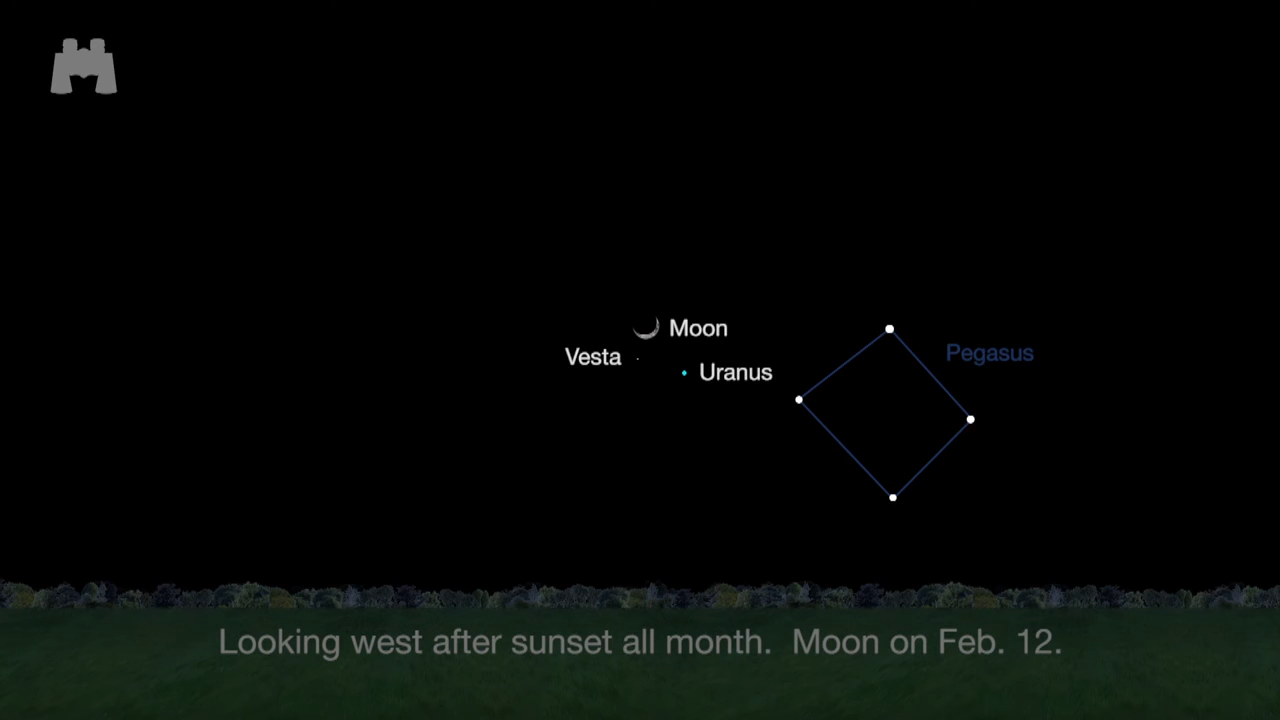 Moon
Vesta
Uranus
Pegasus
Looking west after sunset all month.  Moon on Feb. 12.